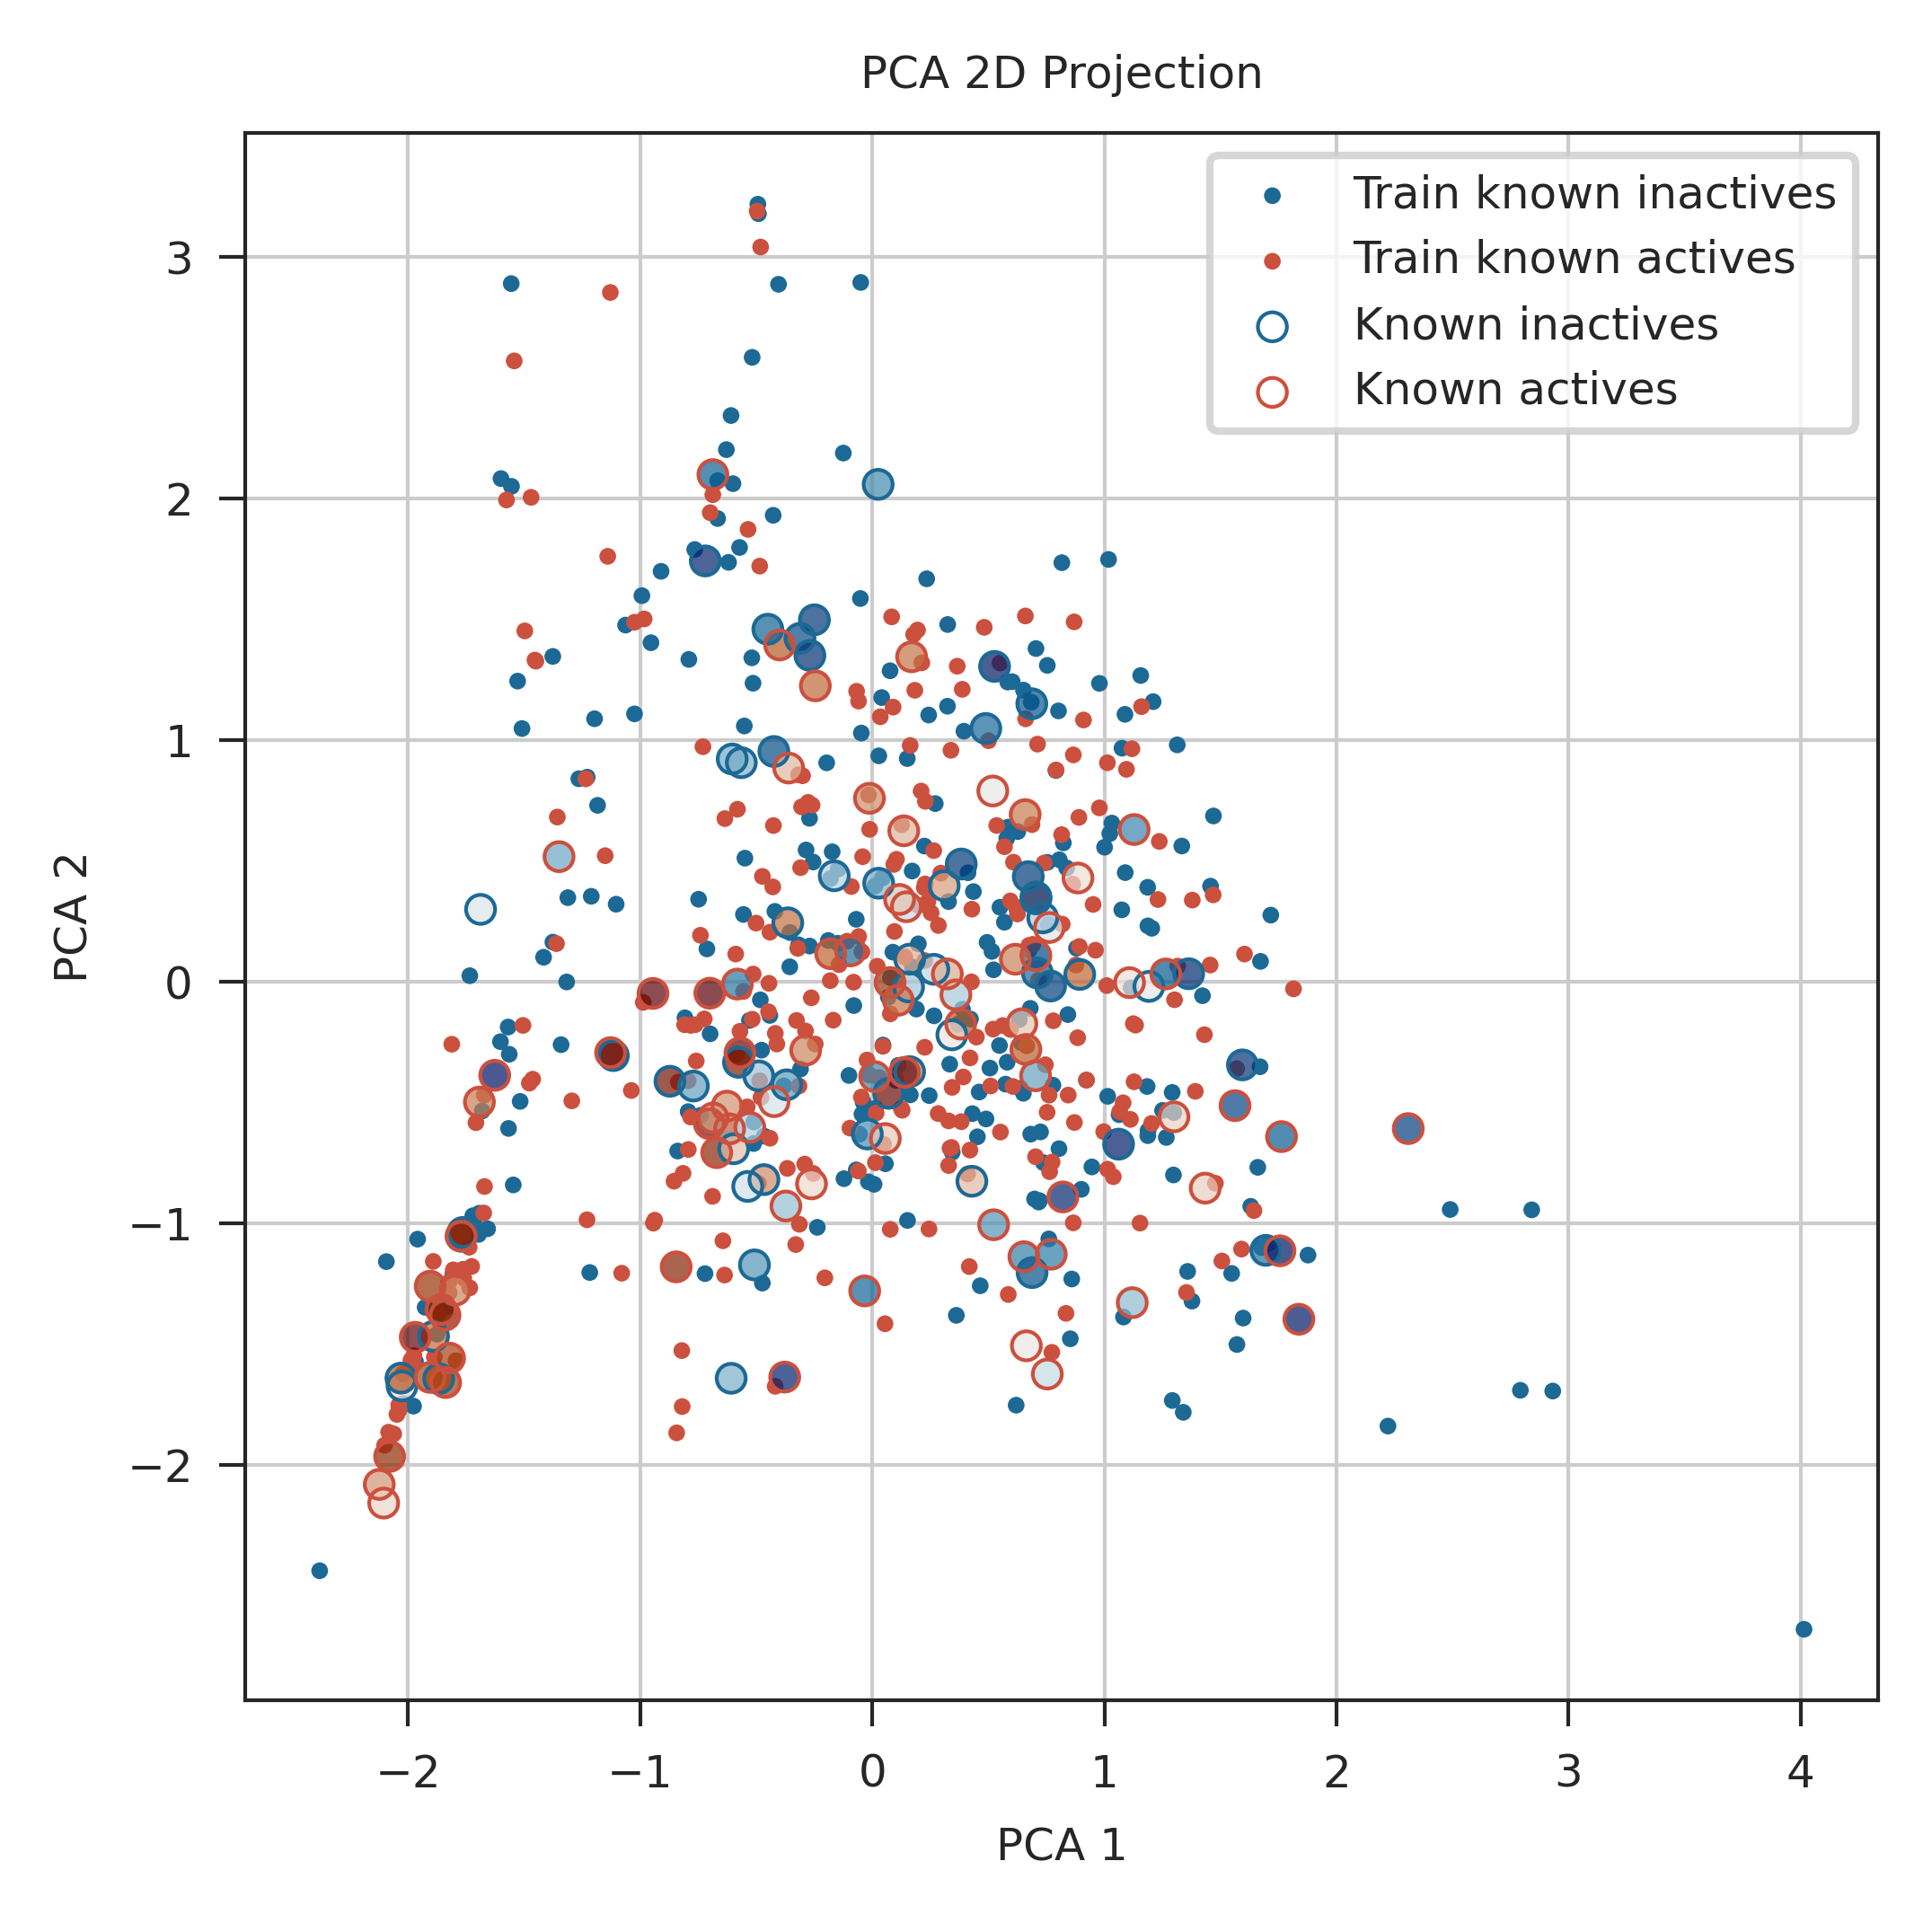 PCA 2D Projection
Train known inactives
Train known actives
Known inactives
Known actives
3
2
1
0
−1
−2
PCA 2
−2 −1 0 1 2 3 4
PCA 1